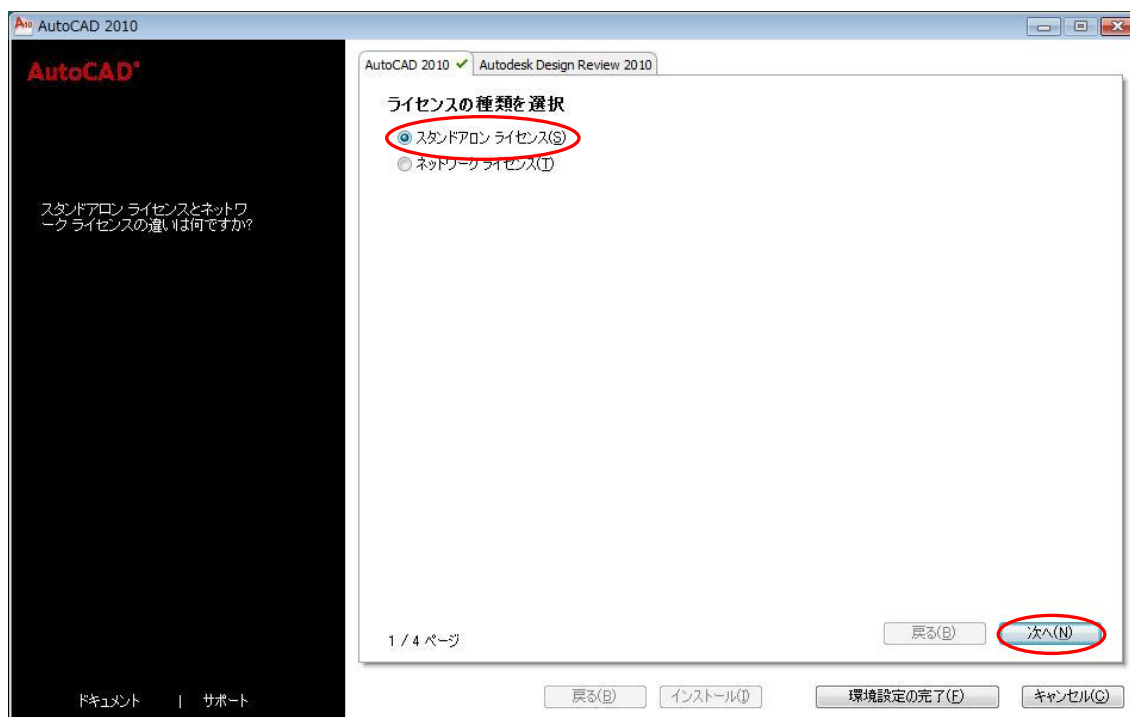 AutoCAD 2010
AutoCAD®
スタンドアロン ライセンスとネットワ
ーク ライセンスの違いは何ですか?
AutoCAD 2010
Autodesk Design Review 2010
ライセンスの種類を選択
スタンドアロン ライセンス(S)
ネットワーク ライセンス(T)
1 / 4 ページ
戻る(B)
次へ(N)
ドキュメント | サポート
戻る(B)
インストール(I)
環境設定の完了(F)
キャンセル(C)